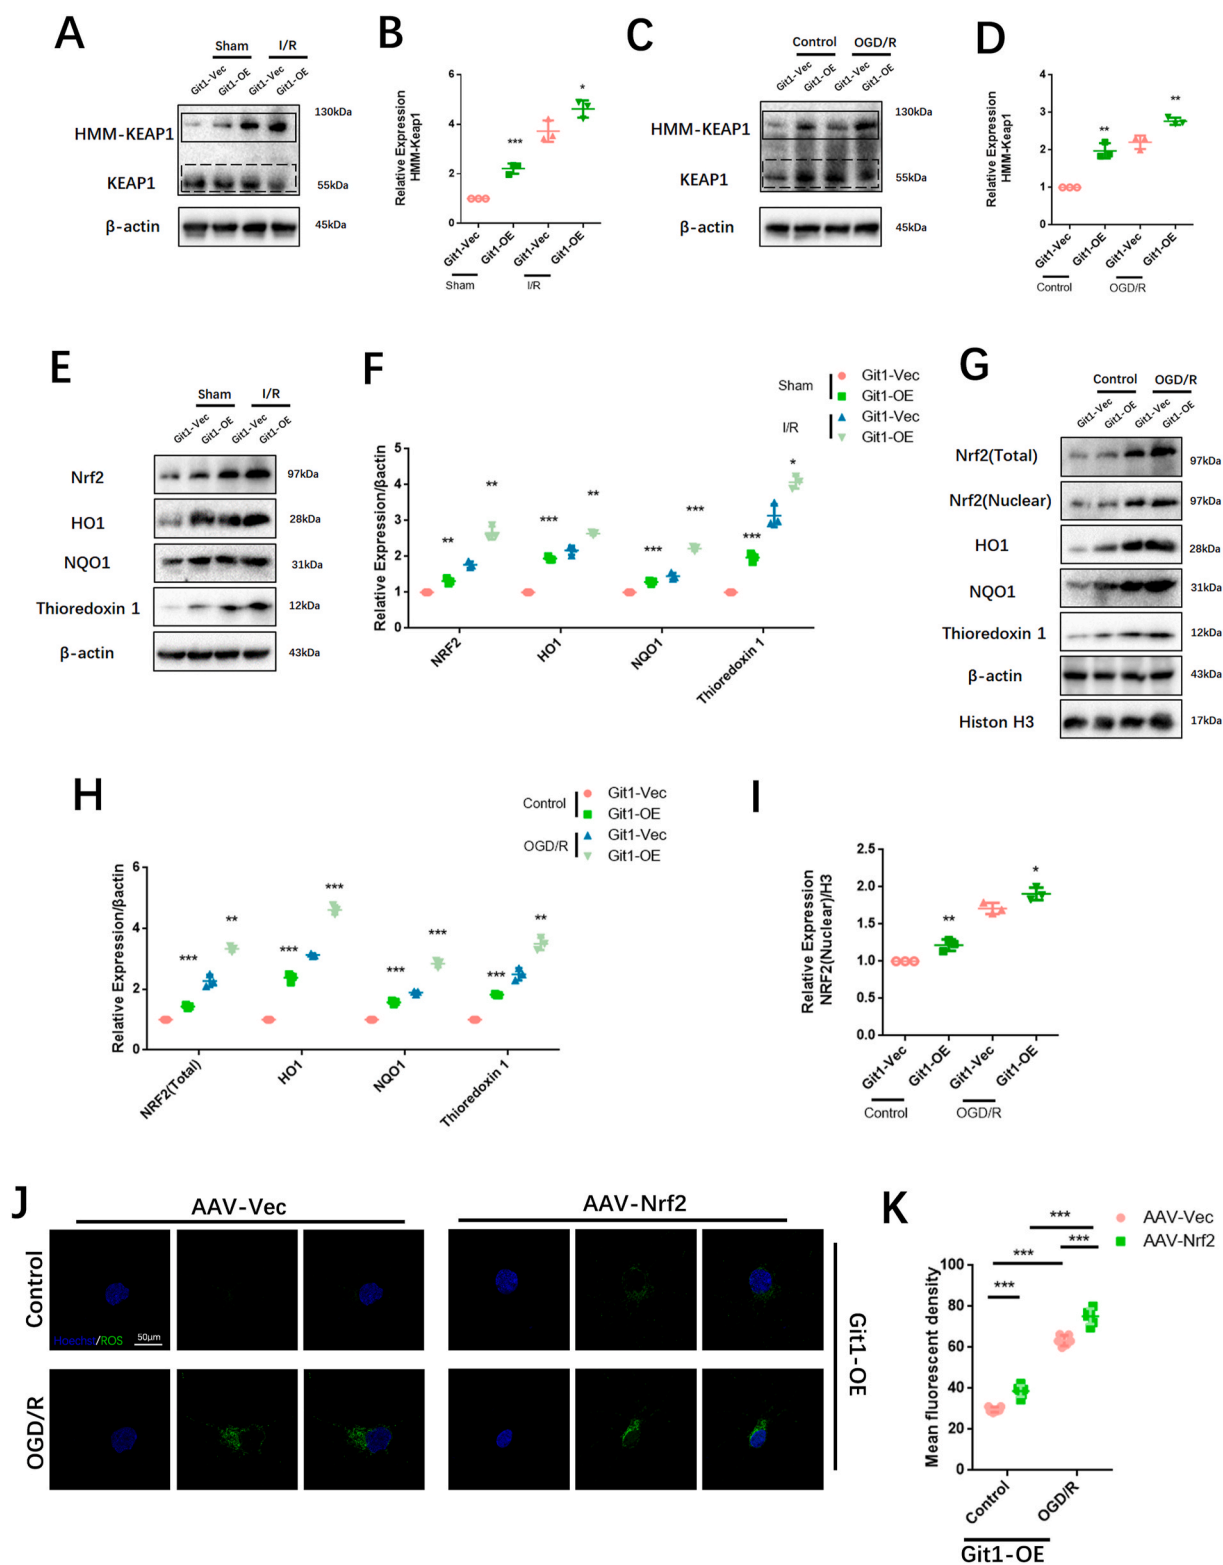 A
Sham I/R
Git1-Vec Git1-OE Git1-Vec Git1-OE
130kDa
HMM-KEAP1
KEAP1
55kDa
β-actin
45kDa
B
Relative Expression
HMM-Keap1
6
4
2
0
***
*
Git1-Vec Git1-OE Git1-Vec Git1-OE
Sham I/R
C
Control OGD/R
Git1-Vec Git1-OE Git1-Vec Git1-OE
130kDa
HMM-KEAP1
KEAP1
55kDa
β-actin
45kDa
D
Relative Expression
HMM-Keap1
4
3
2
1
0
**
**
Git1-Vec Git1-OE Git1-Vec Git1-OE
Control OGD/R
E
Sham I/R
Git1-Vec Git1-OE Git1-Vec Git1-OE
Nrf2 97kDa
HO1 28kDa
NQO1 31kDa
Thioredoxin 1 12kDa
β-actin 43kDa
F
Sham
Git1-Vec
Git1-OE
I/R
Git1-Vec
Git1-OE
Relative Expression/βactin
5
4
3
2
1
0
** **
*** **
*** ***
*** *
NRF2 HO1 NQO1 Thioredoxin 1
G
Control OGD/R
Git1-Vec Git1-OE Git1-Vec Git1-OE
Nrf2(Total) 97kDa
Nrf2(Nuclear) 97kDa
HO1 28kDa
NQO1 31kDa
Thioredoxin 1 12kDa
β-actin 43kDa
Histon H3 17kDa
H
Control
Git1-Vec
Git1-OE
OGD/R
Git1-Vec
Git1-OE
Relative Expression/βactin
6
4
2
0
*** **
*** ***
*** ***
*** **
NRF2(Total) HO1 NQO1 Thioredoxin 1
I
Relative Expression
NRF2(Nuclear)/H3
2.5
2.0
1.5
1.0
0.5
0.0
**
*
Git1-Vec Git1-OE Git1-Vec Git1-OE
Control OGD/R
J
AAV-Vec AAV-Nrf2
Control
Hoechst/ROS
50μm
OGD/R
Git1-OE
K
AAV-Vec
AAV-Nrf2
Mean fluorescent density
100
80
60
40
20
0
***
***
***
***
Control OGD/R
Git1-OE